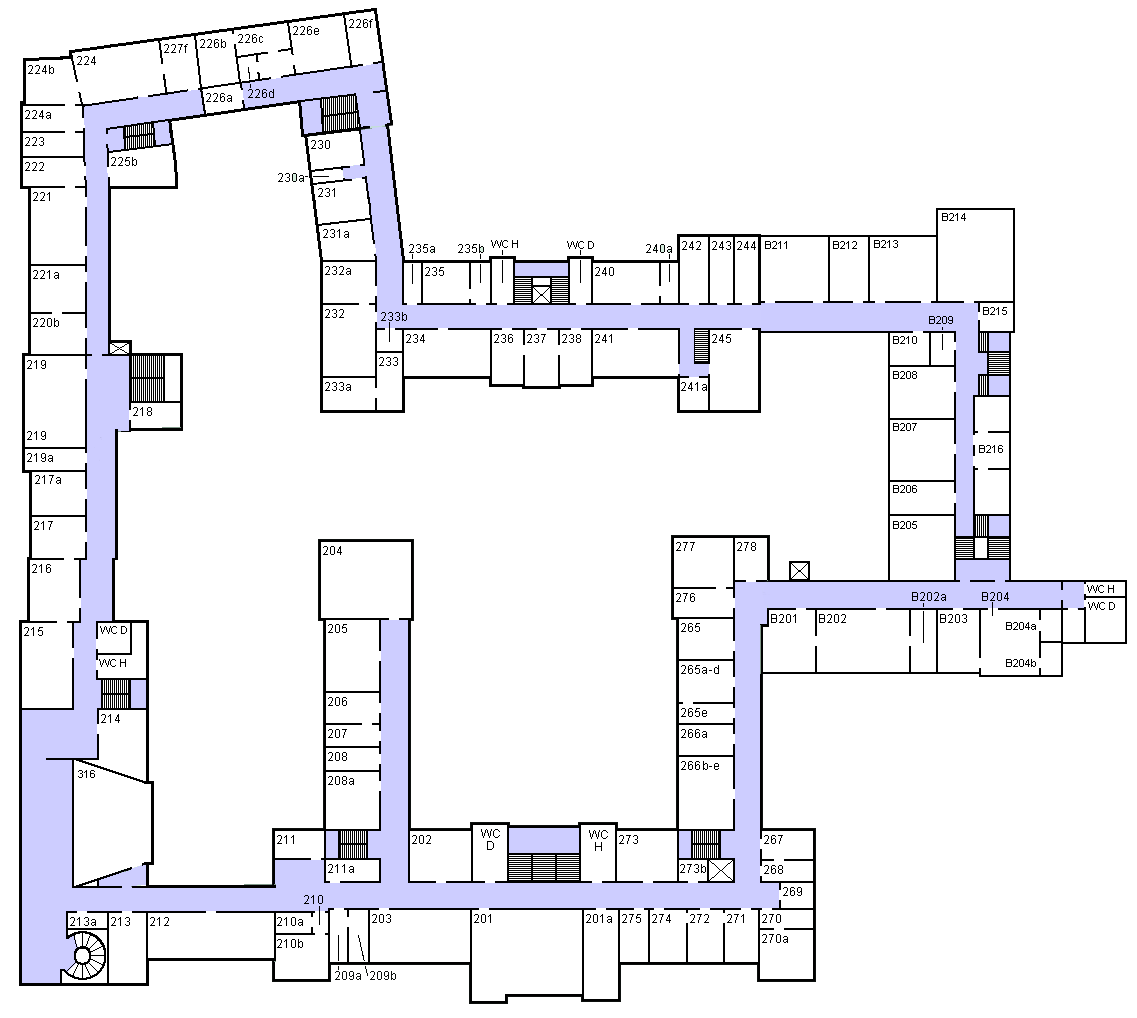 226f
226e
226c
226b
227f
224
224b
226d
226a
224a
223
222
225b
230
230a
231
231a
221
221a
220b
232a
232
233b
233
233a
235a
235
235b
WC H
WC D
240
240a
242
243
244
B211
B212
B213
B214
B215
B209
B210
234
236
237
238
241
245
241a
B208
B207
B206
B205
B216
219
219
218
219a
217a
217
216
215
WC D
WC H
214
316
204
205
206
207
208
208a
277
278
276
265
265a-d
265e
266a
266b-e
B201
B202
B202a
B203
B204
B204a
B204b
WC H
WC D
211
211a
202
WC
D
WC
H
273
273b
267
268
269
270
270a
210
213a
213
212
210a
210b
209a
209b
203
201
201a
275
274
272
271